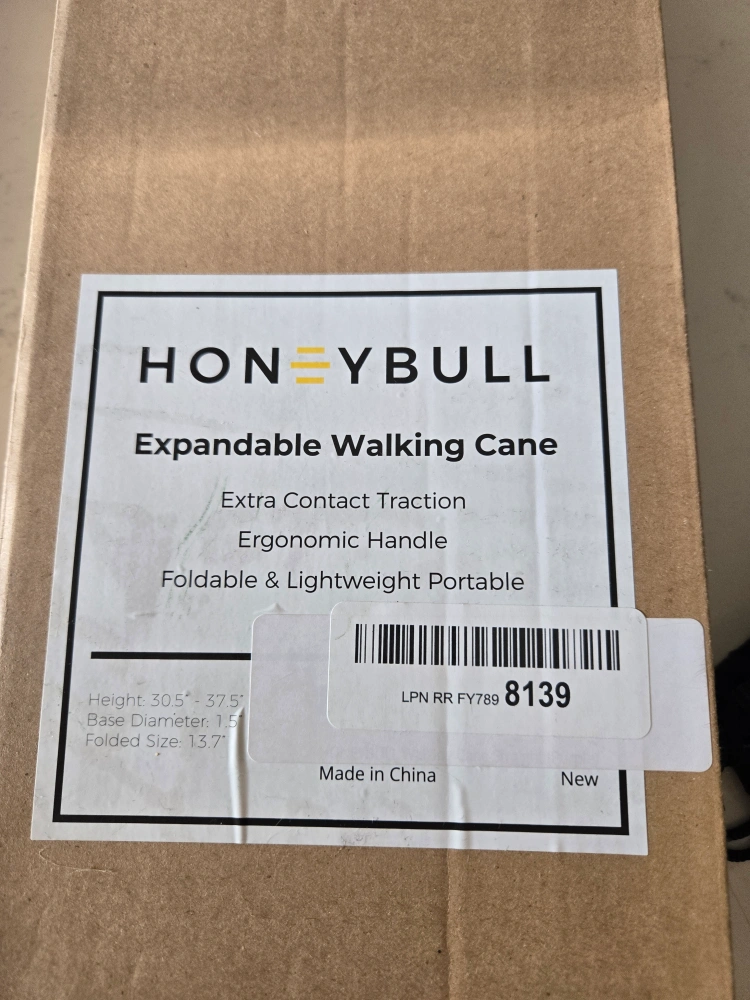 HONEYBULL
Expandable Walking Cane
Extra Contact Traction
Ergonomic Handle
Foldable & Lightweight Portable
LPN RR FY789 8139
Height: 30.5" - 37.5"
Base Diameter: 1.5"
Folded Size: 13.7"
Made in China
New